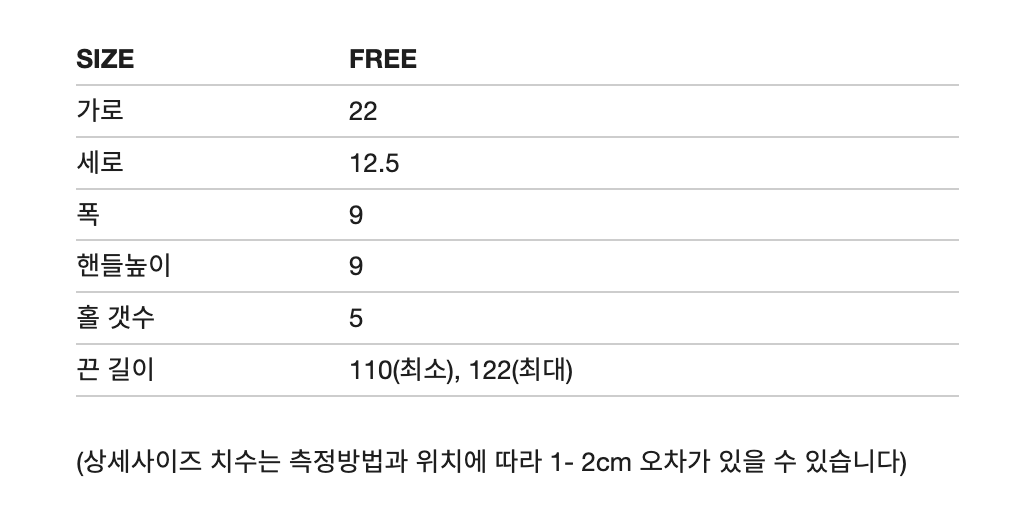 SIZE FREE
가로 22
세로 12.5
폭 9
핸들높이 9
홀 갯수 5
끈 길이 110(최소), 122(최대)
(상세사이즈 치수는 측정방법과 위치에 따라 1- 2cm 오차가 있을 수 있습니다)